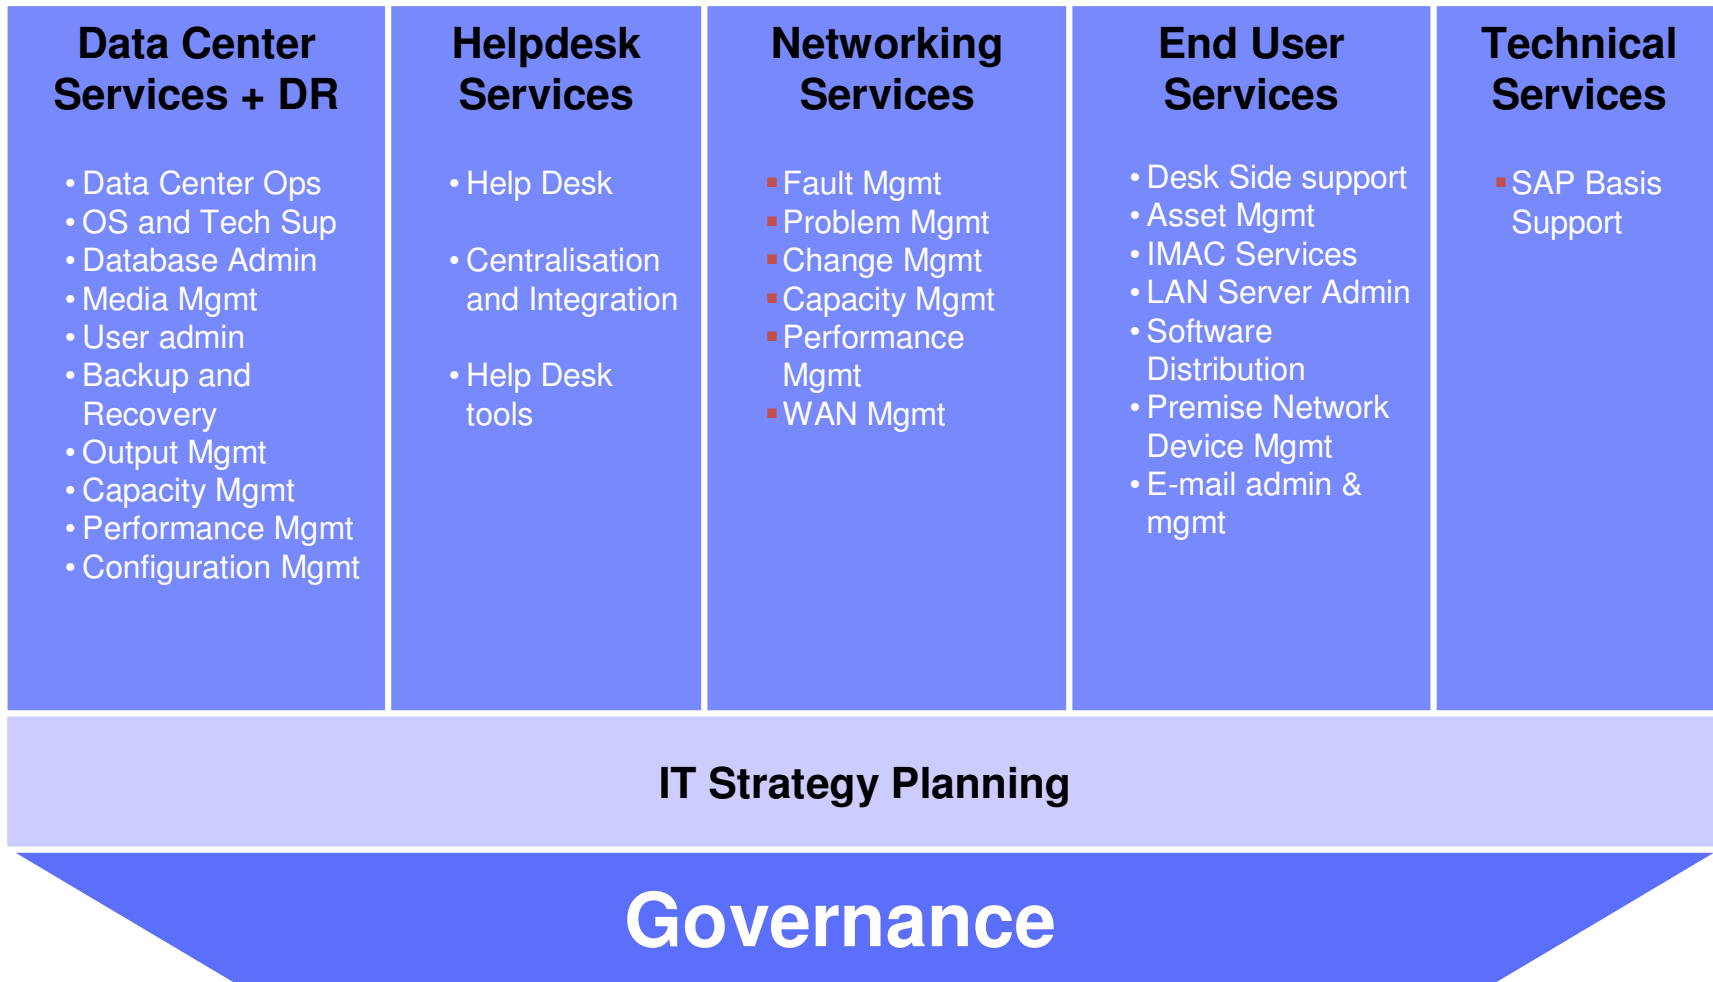 Data Center
Services + DR
• Data Center Ops
• OS and Tech Sup
• Database Admin
• Media Mgmt
• User admin
• Backup and
Recovery
• Output Mgmt
• Capacity Mgmt
• Performance Mgmt
• Configuration Mgmt
Helpdesk
Services
• Help Desk
• Centralisation
and Integration
• Help Desk
tools
Networking
Services
▪ Fault Mgmt
▪ Problem Mgmt
▪ Change Mgmt
▪ Capacity Mgmt
▪ Performance
Mgmt
▪ WAN Mgmt
End User
Services
• Desk Side support
• Asset Mgmt
• IMAC Services
• LAN Server Admin
• Software
Distribution
• Premise Network
Device Mgmt
• E-mail admin &
mgmt
Technical
Services
▪ SAP Basis
Support
IT Strategy Planning
Governance